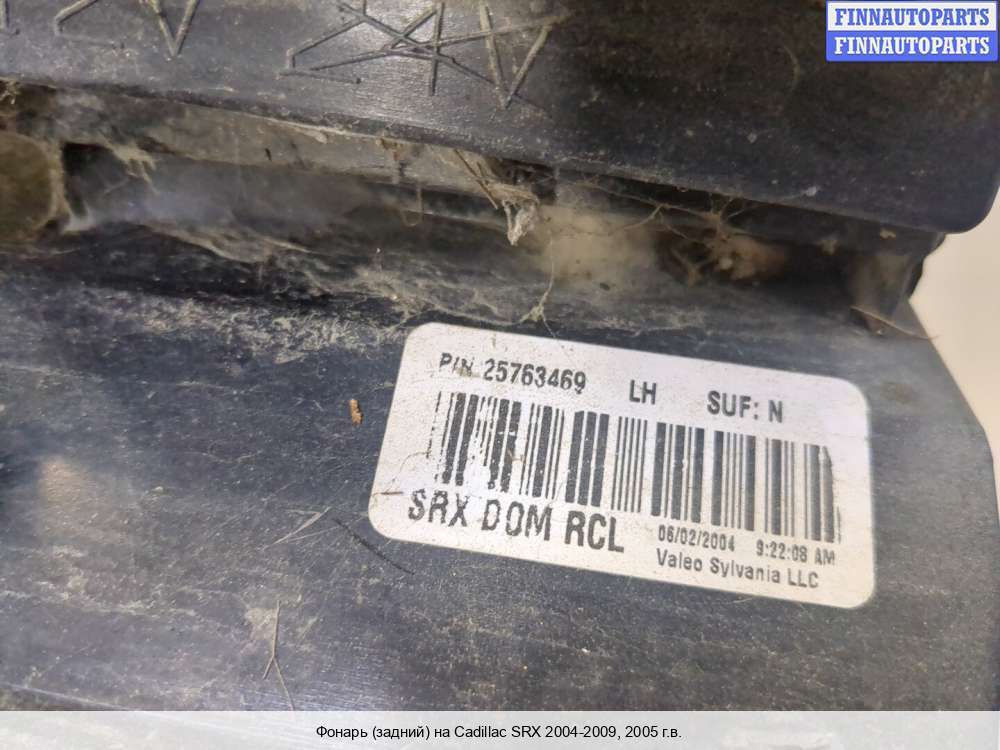 FINNAUTOPARTS
FINNAUTOPARTS
P/N 25763469 LH SUF: N
SRX DOM RCL 06/02/2004 9:22:08 AM
Valeo Sylvania LLC
Фонарь (задний) на Cadillac SRX 2004-2009, 2005 г.в.